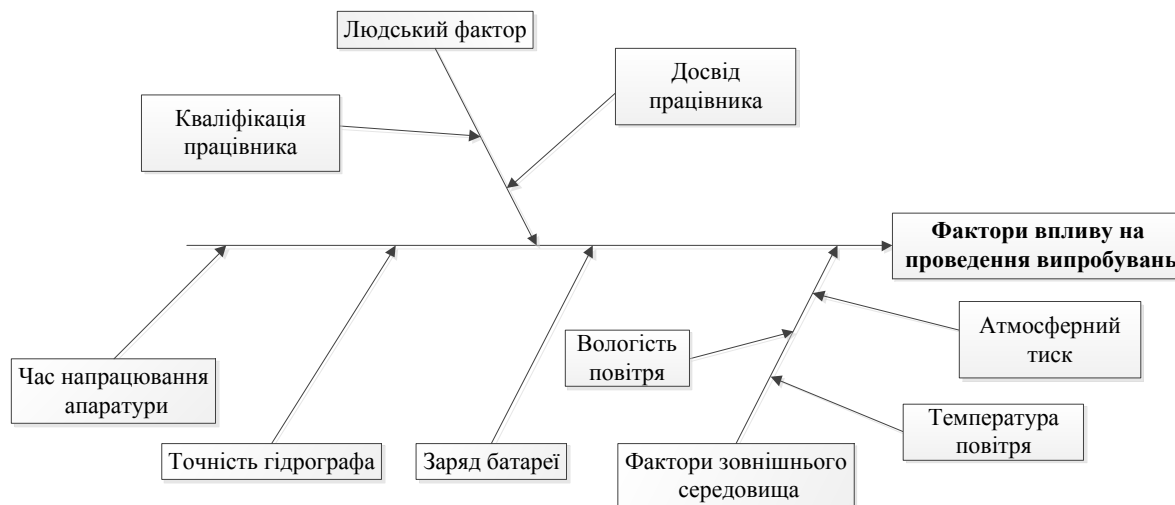 Людський фактор
Досвід
працівника
Кваліфікація
працівника
Фактори впливу на
проведення випробувань
Атмосферний
тиск
Вологість
повітря
Час напрацювання
апаратури
Температура
повітря
Точність гідрографа
Заряд батареї
Фактори зовнішнього
середовища